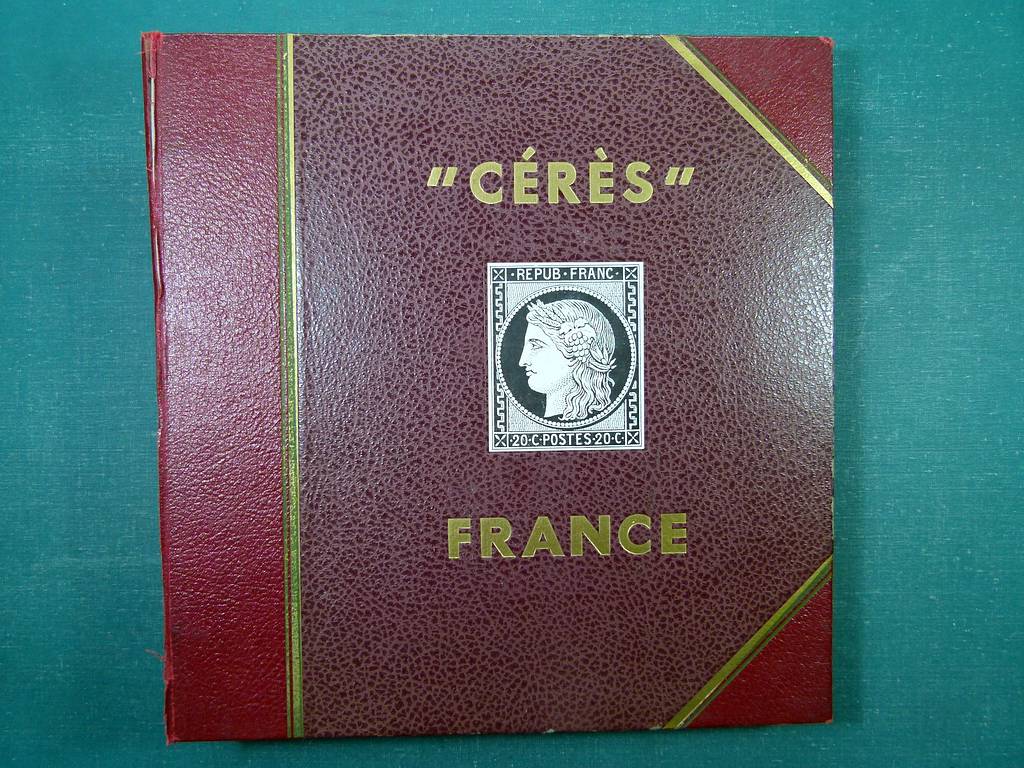 "CÉRÈS"
·REPUB·FRANC·
·20·C·POSTES·20·C·
FRANCE